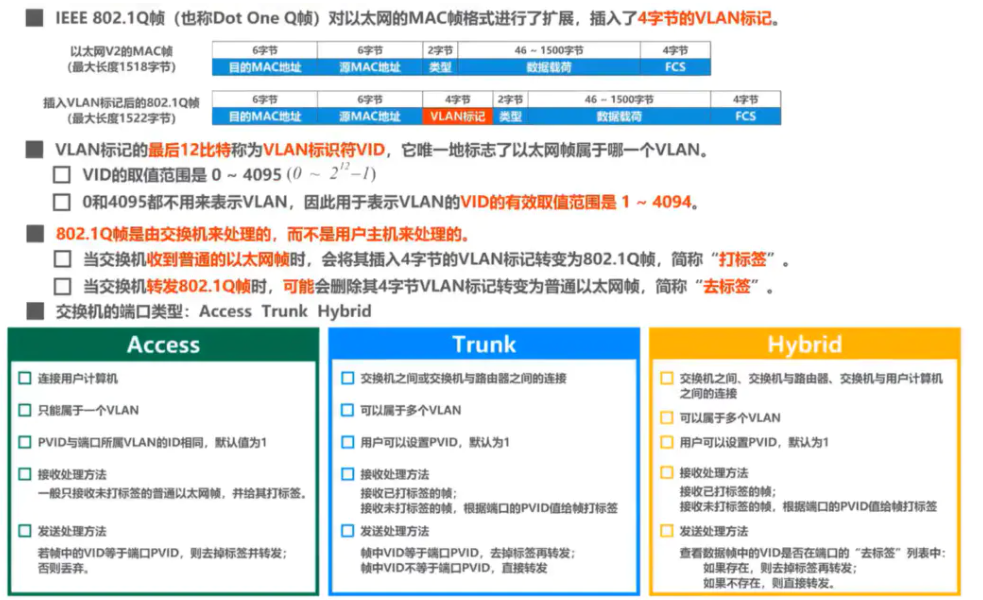 IEEE 802.1Q帧（也称Dot One Q帧）对以太网的MAC帧格式进行了扩展，插入了4字节的VLAN标记。
以太网V2的MAC帧
（最大长度1518字节）
6字节 6字节 2字节 46 ~ 1500字节 4字节
目的MAC地址 源MAC地址 类型 数据载荷 FCS
插入VLAN标记后的802.1Q帧
（最大长度1522字节）
6字节 6字节 4字节 2字节 46 ~ 1500字节 4字节
目的MAC地址 源MAC地址 VLAN标记 类型 数据载荷 FCS
VLAN标记的最后12比特称为VLAN标识符VID，它唯一地标志了以太网帧属于哪一个VLAN。
VID的取值范围是 0 ~ 4095 (0 ~ 2^12-1)
0和4095都不用来表示VLAN，因此用于表示VLAN的VID的有效取值范围是 1 ~ 4094。
802.1Q帧是由交换机来处理的，而不是用户主机来处理的。
当交换机收到普通的以太网帧时，会将其插入4字节的VLAN标记转变为802.1Q帧，简称“打标签”。
当交换机转发802.1Q帧时，可能会删除其4字节VLAN标记转变为普通以太网帧，简称“去标签”。
交换机的端口类型：Access Trunk Hybrid
Access
连接用户计算机
只能属于一个VLAN
PVID与端口所属VLAN的ID相同，默认值为1
接收处理方法
一般只接收未打标签的普通以太网帧，并给其打标签。
发送处理方法
若帧中的VID等于端口PVID，则去掉标签并转发；
否则丢弃。
Trunk
交换机之间或交换机与路由器之间的连接
可以属于多个VLAN
用户可以设置PVID，默认为1
接收处理方法
接收已打标签的帧；
接收未打标签的帧，根据端口的PVID值给帧打标签
发送处理方法
帧中VID等于端口PVID，去掉标签再转发；
帧中VID不等于端口PVID，直接转发
Hybrid
交换机之间、交换机与路由器、交换机与用户计算机
之间的连接
可以属于多个VLAN
用户可以设置PVID，默认为1
接收处理方法
接收已打标签的帧；
接收未打标签的帧，根据端口的PVID值给帧打标签
发送处理方法
查看数据帧中的VID是否在端口的“去标签”列表中：
如果存在，则去掉标签再转发；
如果不存在，则直接转发。